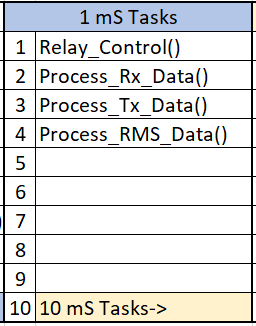 1 mS Tasks
1 Relay_Control()
2 Process_Rx_Data()
3 Process_Tx_Data()
4 Process_RMS_Data()
5
6
7
8
9
10 10 mS Tasks->